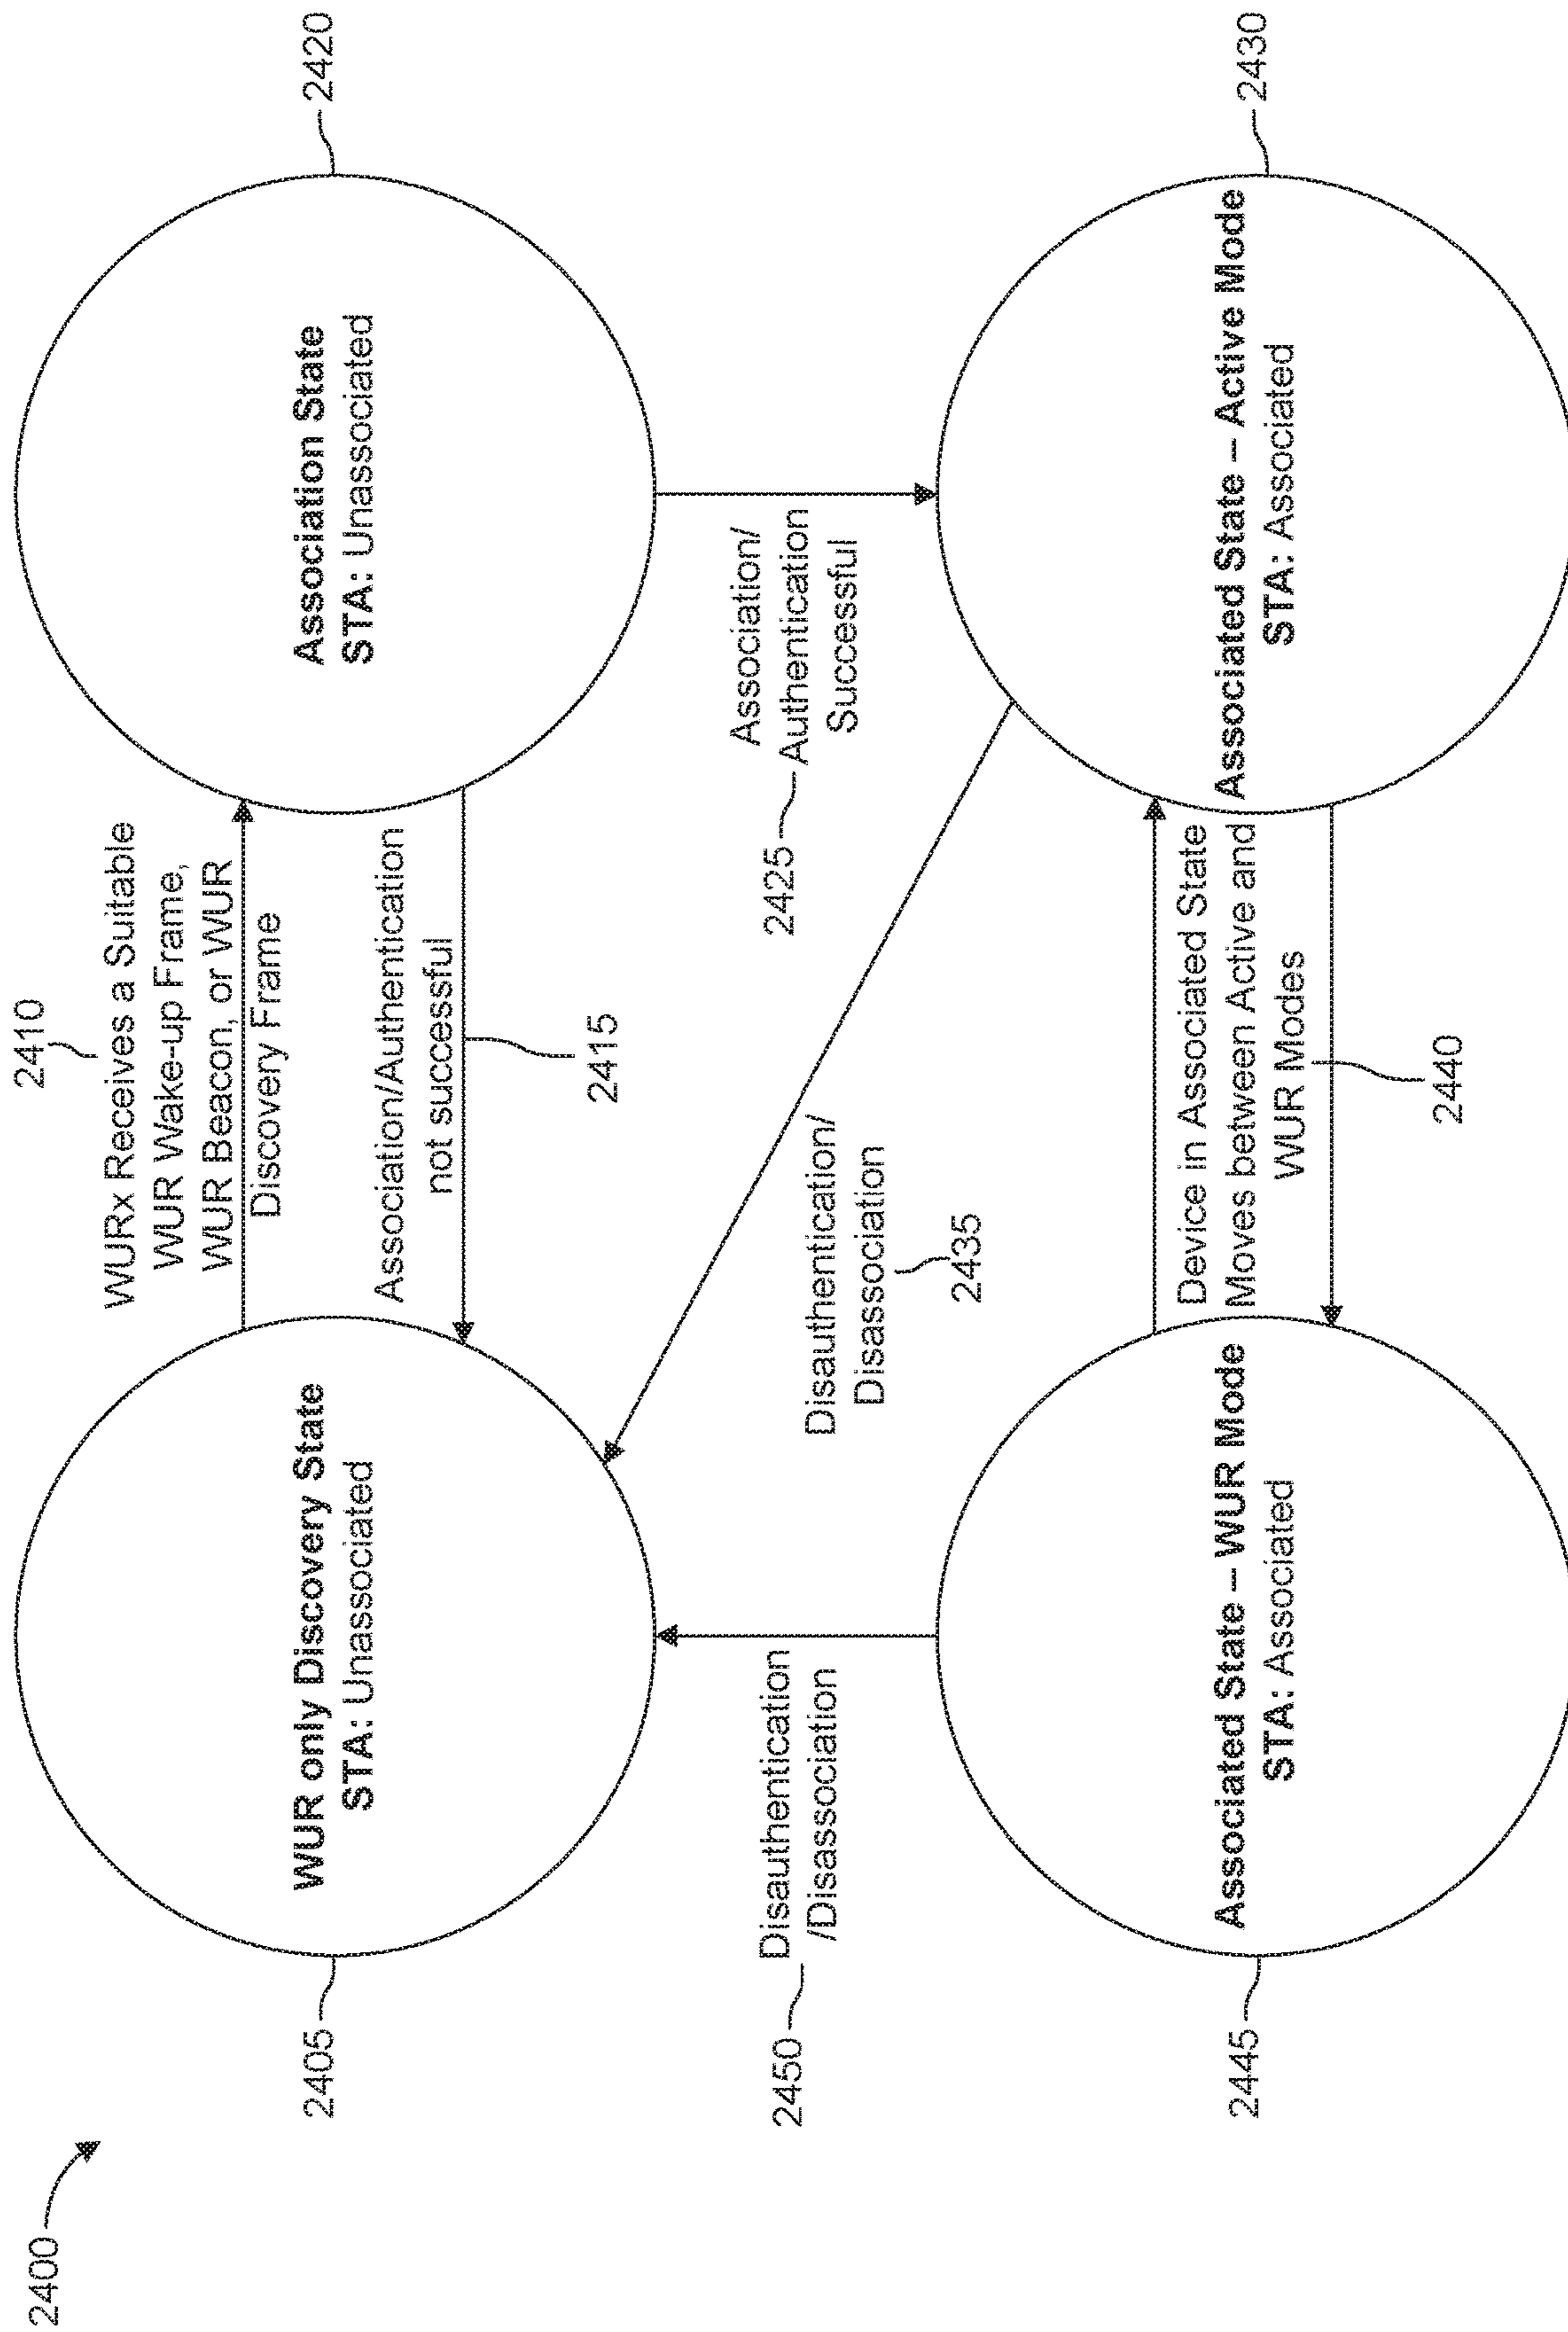 2400
2410
WURx Receives a Suitable
WUR Wake-up Frame,
WUR Beacon, or WUR
Discovery Frame
2405
WUR only Discovery State
STA: Unassociated
Association/Authentication
not successful
2415
Association State
STA: Unassociated
2420
2450
Disauthentication
/Disassociation
Disauthentication/
Disassociation
2435
Association/
Authentication
Successful
2425
2445
Associated State – WUR Mode
STA: Associated
Device in Associated State
Moves between Active and
WUR Modes
2440
Associated State – Active Mode
STA: Associated
2430